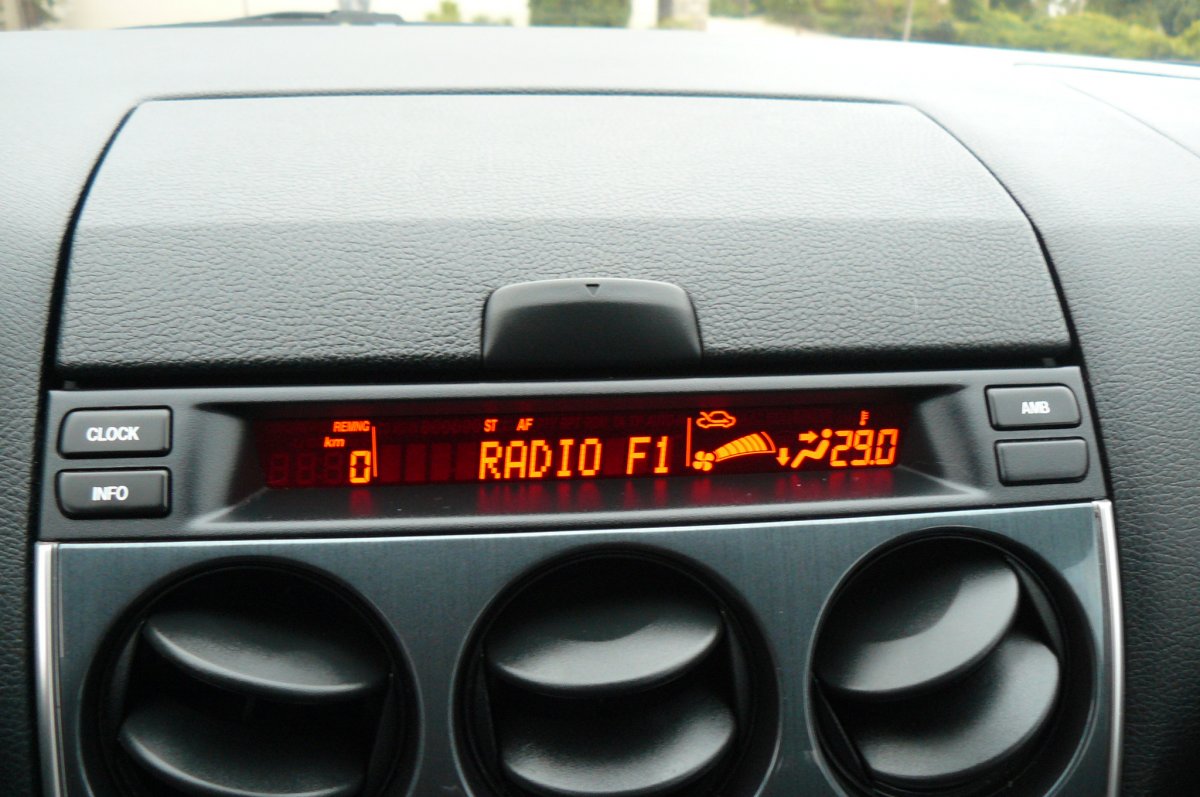 CLOCK
INFO
REMNG
km
0
ST AF
RADIO F1
29.0
AMB